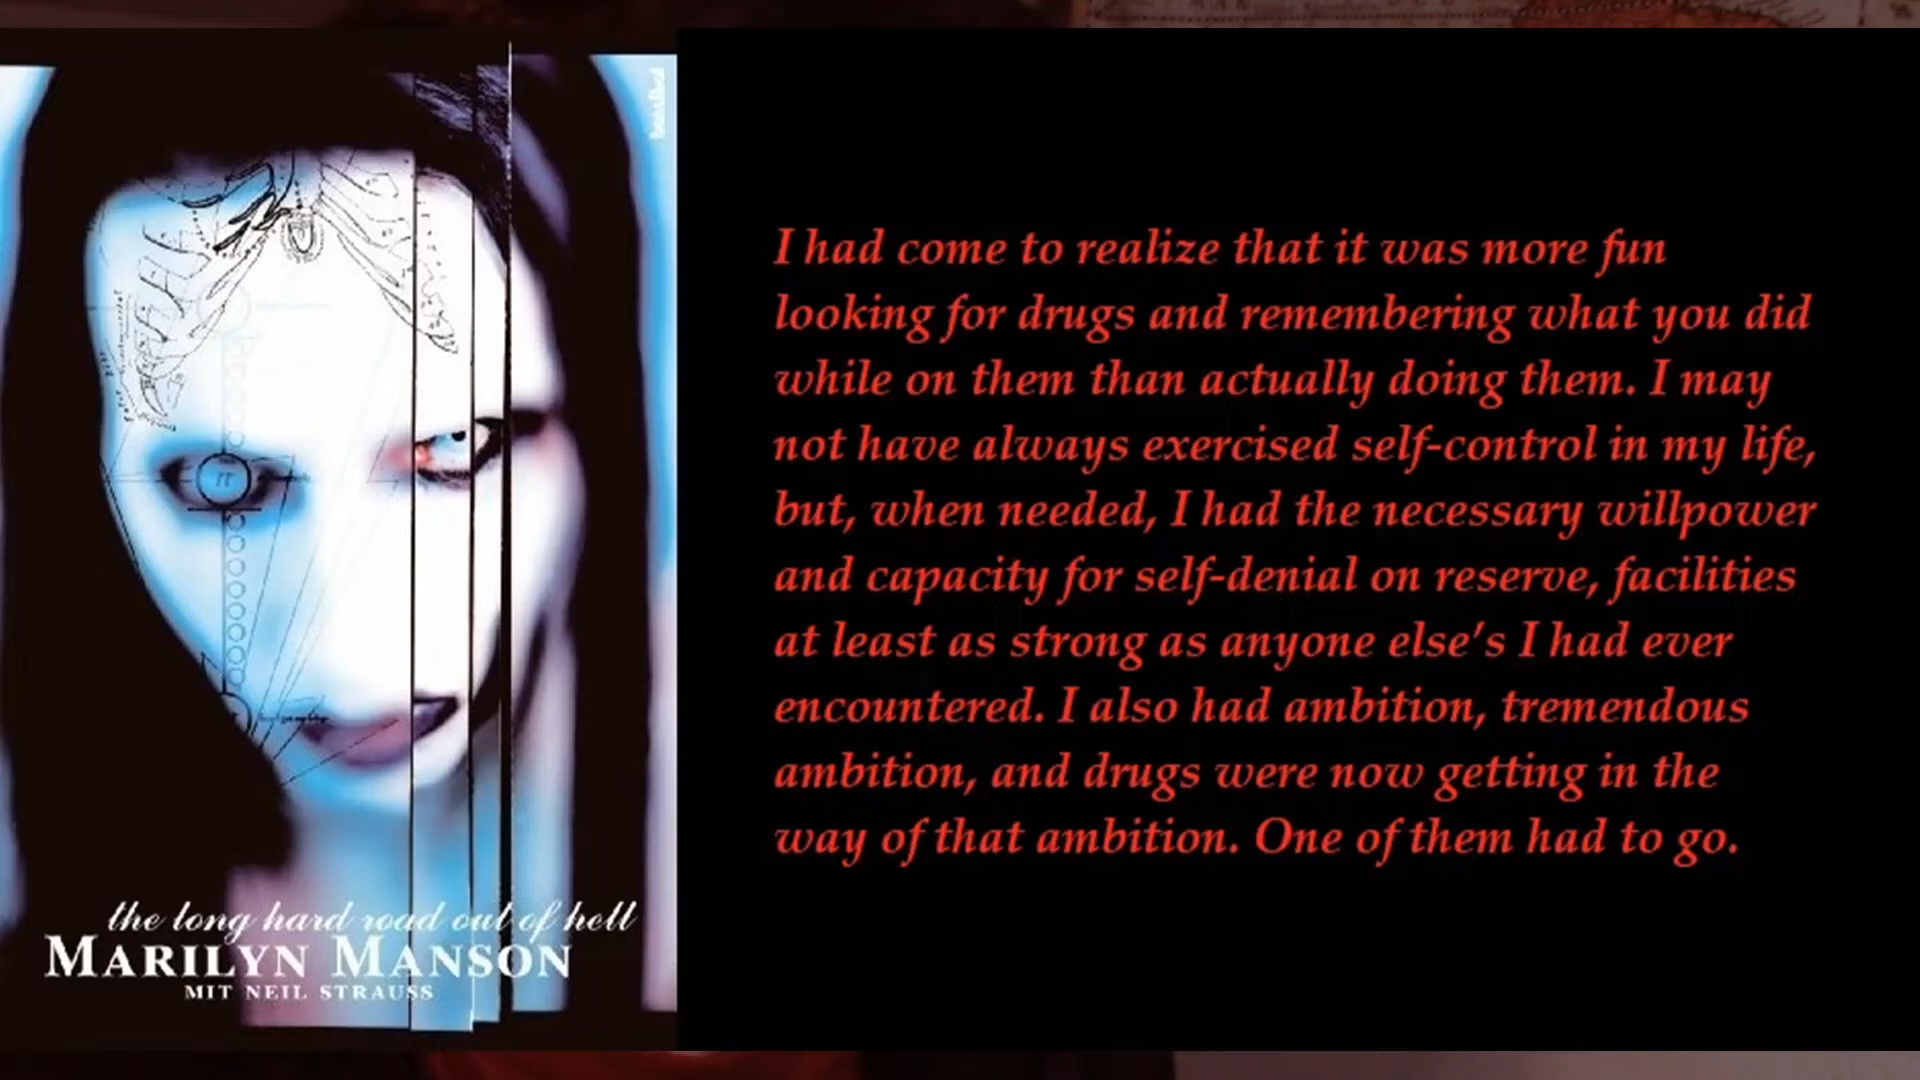 the long hard road out of hell
MARILYN MANSON
MIT NEIL STRAUSS
I had come to realize that it was more fun
looking for drugs and remembering what you did
while on them than actually doing them. I may
not have always exercised self-control in my life,
but, when needed, I had the necessary willpower
and capacity for self-denial on reserve, facilities
at least as strong as anyone else’s I had ever
encountered. I also had ambition, tremendous
ambition, and drugs were now getting in the
way of that ambition. One of them had to go.